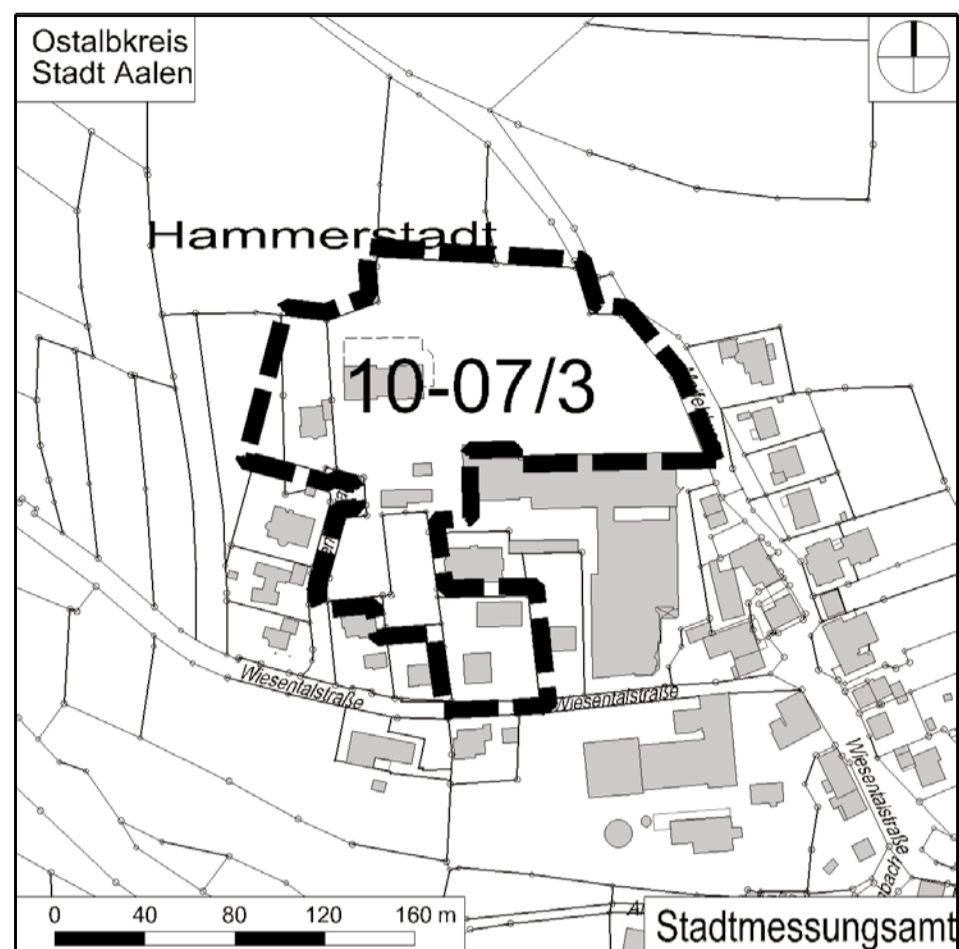 Ostalbkreis
Stadt Aalen
Hammerstadt
10-07/3
Wiesentalstraße
Wiesentalstraße
Wiesentalstraße
0 40 80 120 160 m
Stadtmessungsamt